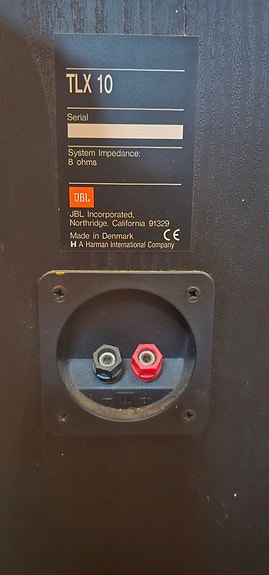 TLX 10
Serial
System Impedance:
8 ohms
JBL
JBL Incorporated,
Northridge, California 91329
Made in Denmark CE
H A Harman International Company